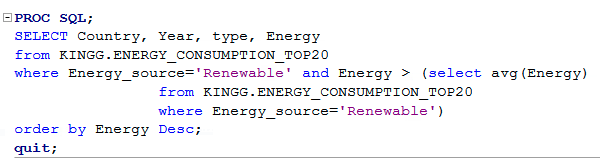 PROC SQL;
SELECT Country, Year, type, Energy
from KINGG.ENERGY_CONSUMPTION_TOP20
where Energy_source='Renewable' and Energy > (select avg(Energy)
from KINGG.ENERGY_CONSUMPTION_TOP20
where Energy_source='Renewable')
order by Energy Desc;
quit;